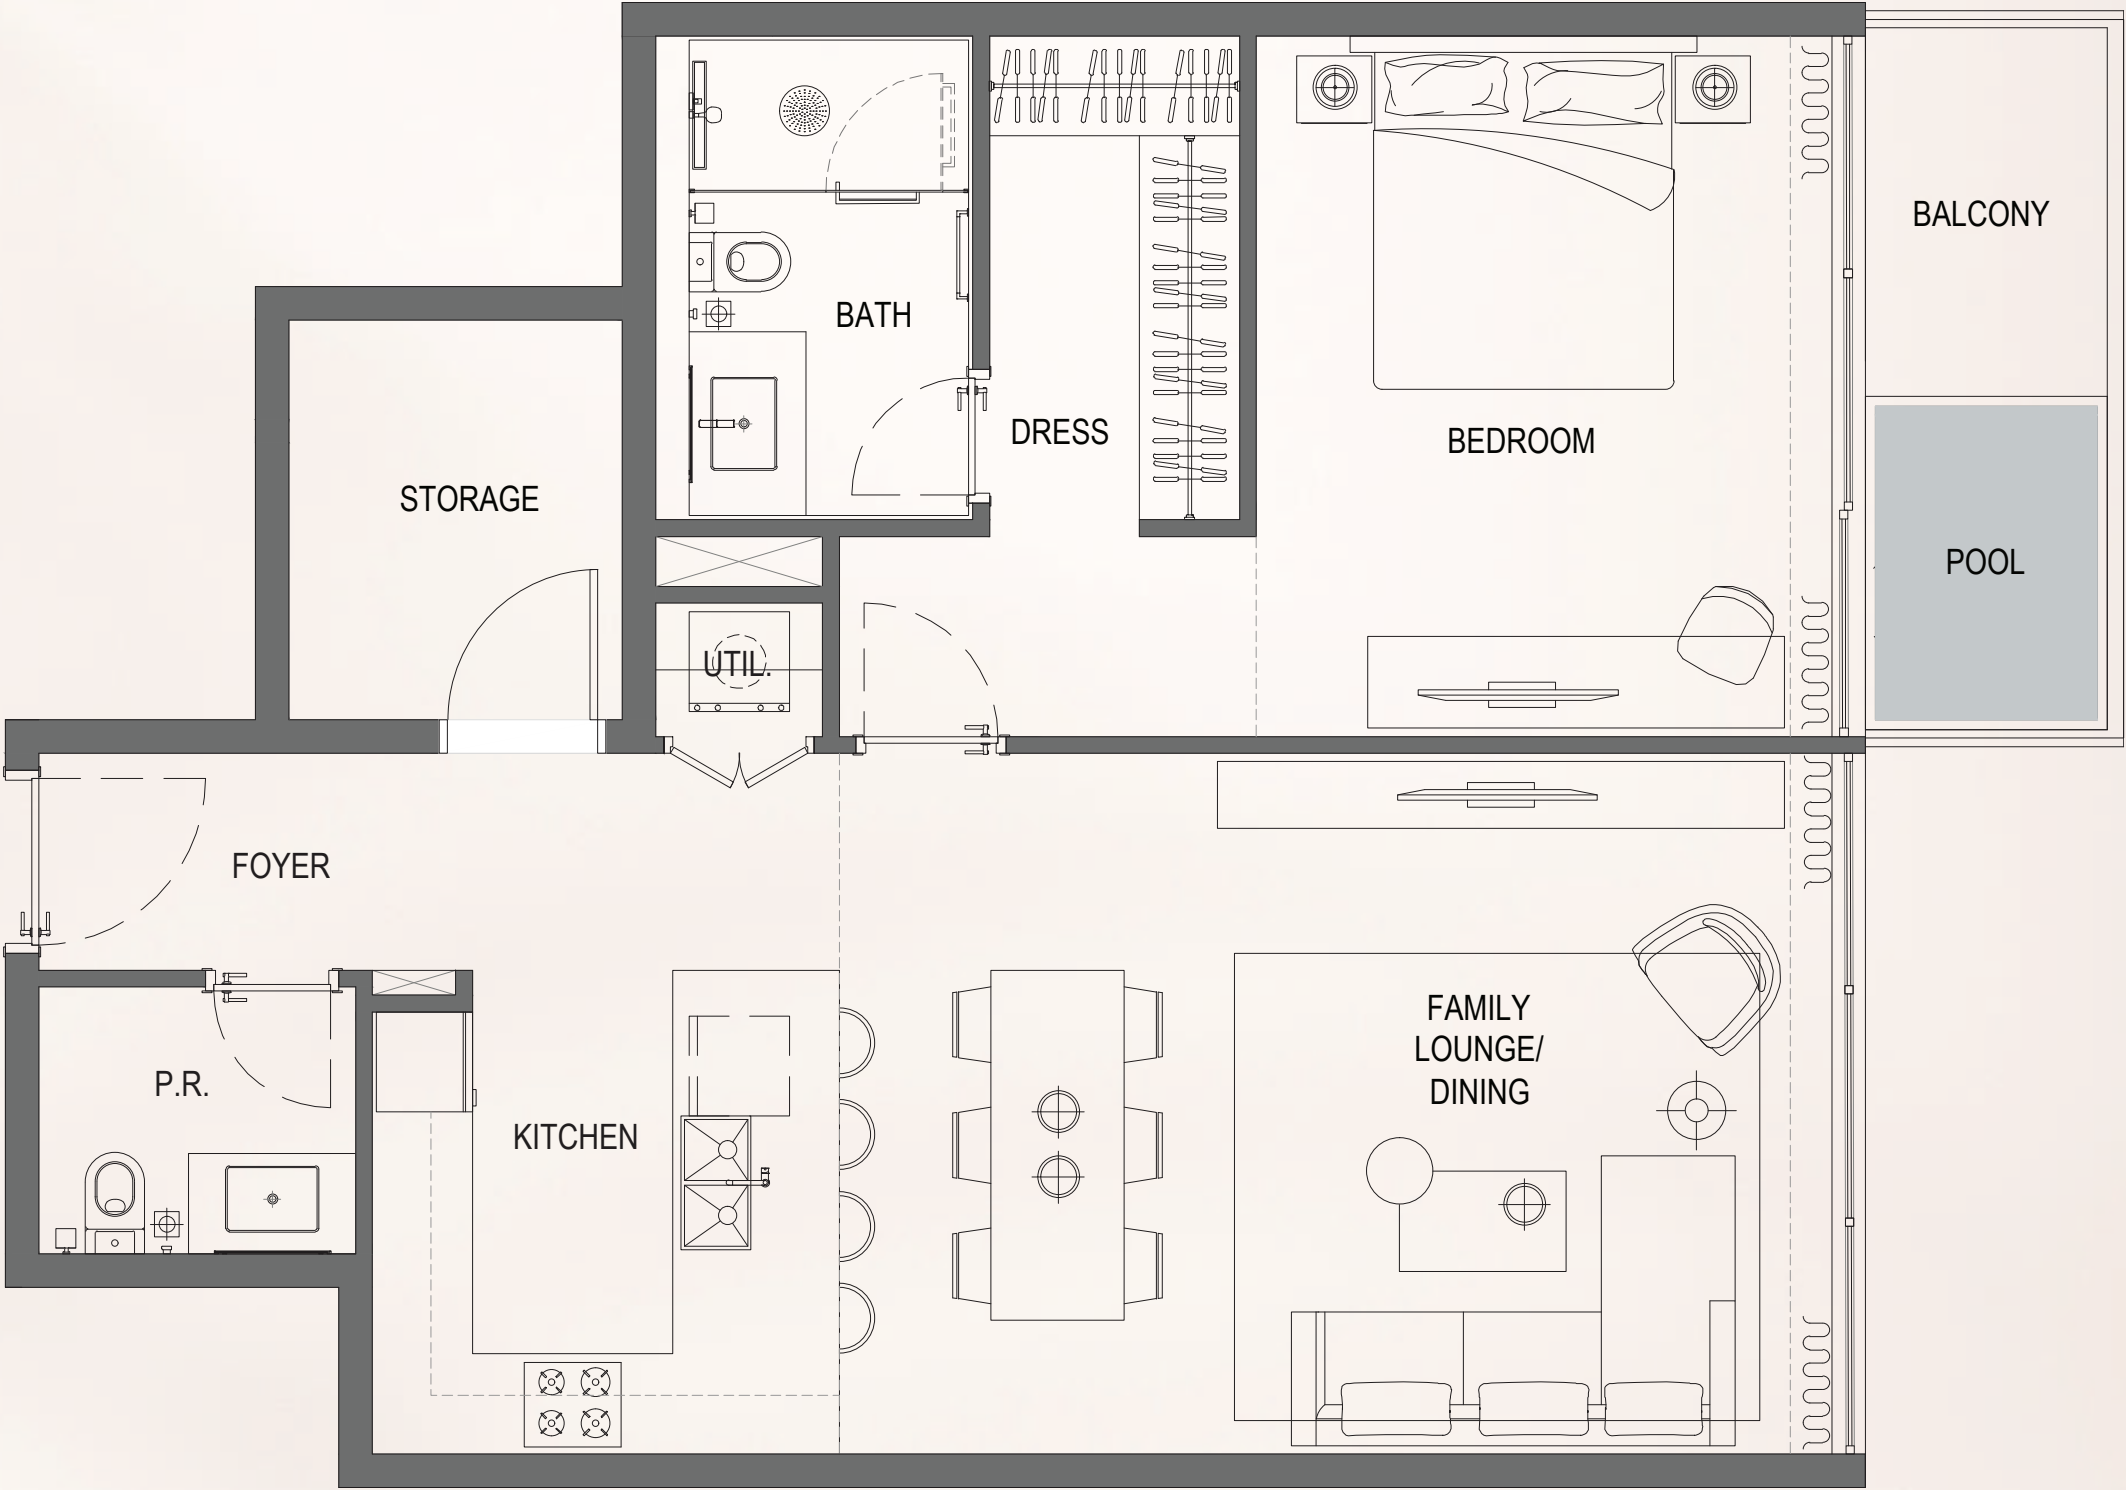 BALCONY
BATH
DRESS
BEDROOM
STORAGE
POOL
UTIL.
FOYER
FAMILY
LOUNGE/
DINING
P.R.
KITCHEN